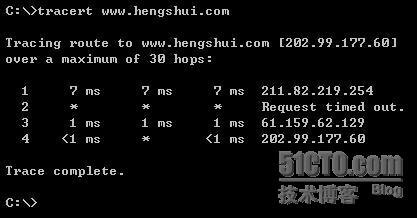 C:\>tracert www.hengshui.com
Tracing route to www.hengshui.com [202.99.177.60]
over a maximum of 30 hops:
1 7 ms 7 ms 7 ms 211.82.219.254
2 * * * Request timed out.
3 1 ms 1 ms 1 ms 61.159.62.129
4 <1 ms * <1 ms 202.99.177.60
Trace complete.
C:\>
51CTO.com
技术博客 Blog